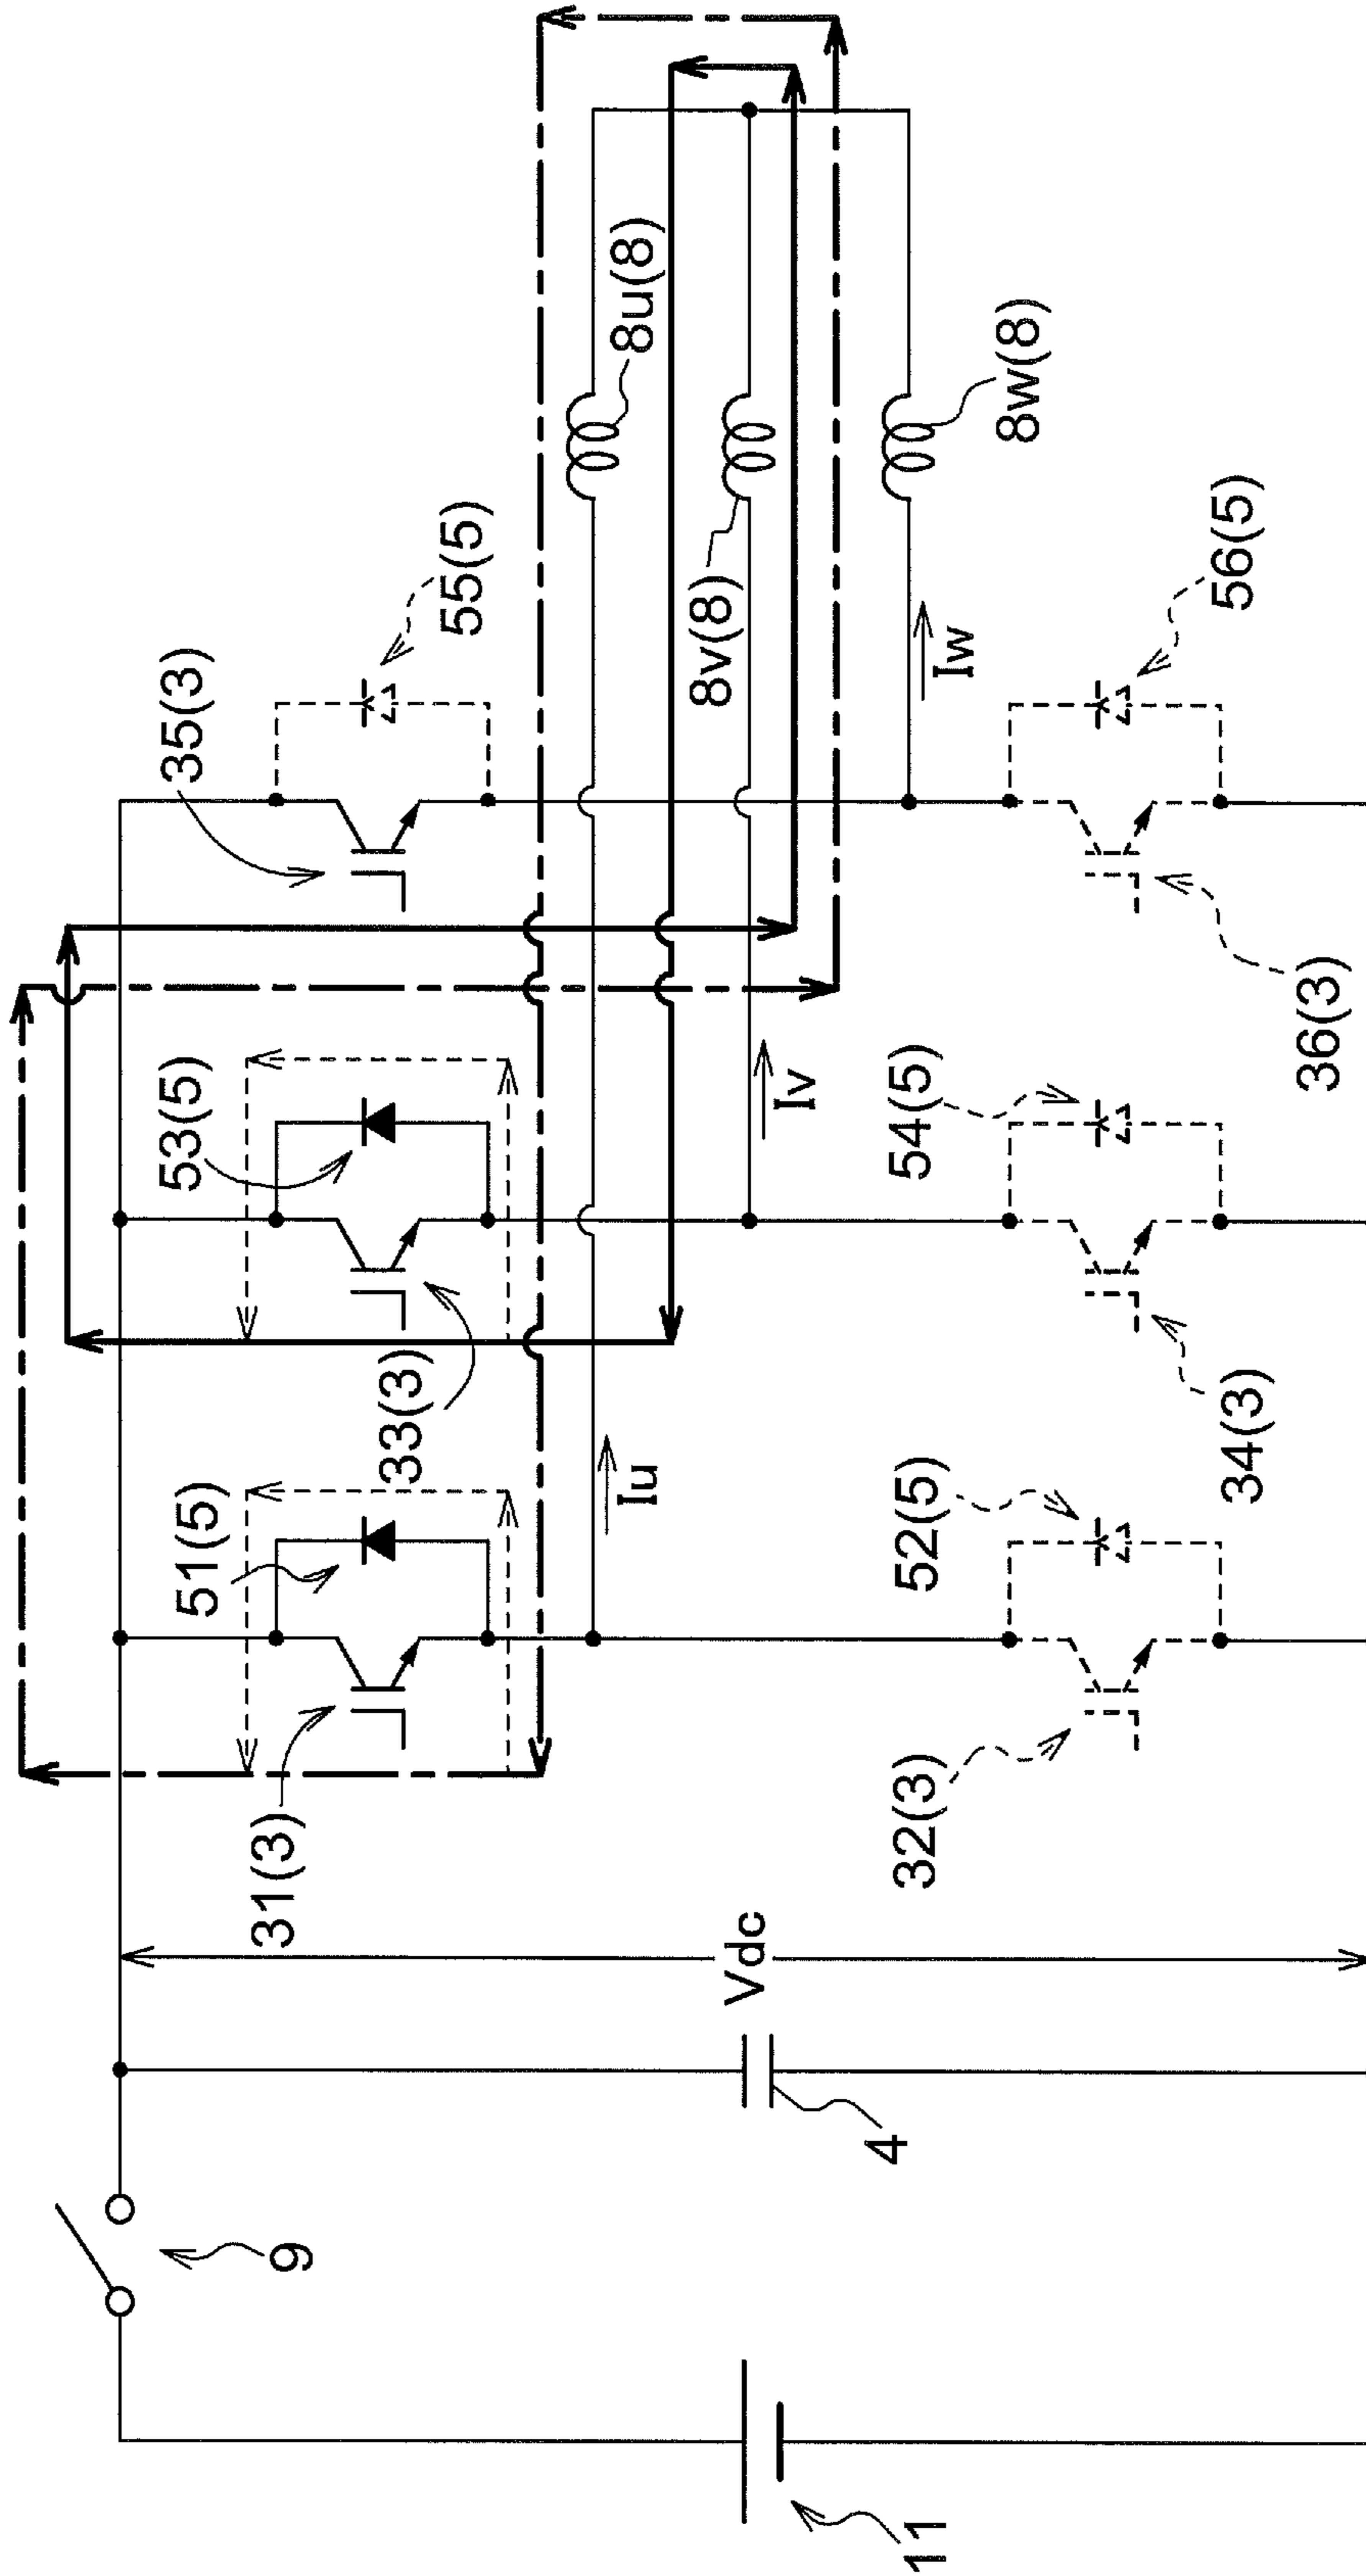 35(3)
55(5)
53(5)
51(5)
33(3)
31(3)
8u(8)
8v(8)
8w(8)
Iu
Iv
Iw
Vdc
9
4
11
52(5)
54(5)
56(5)
32(3)
34(3)
36(3)